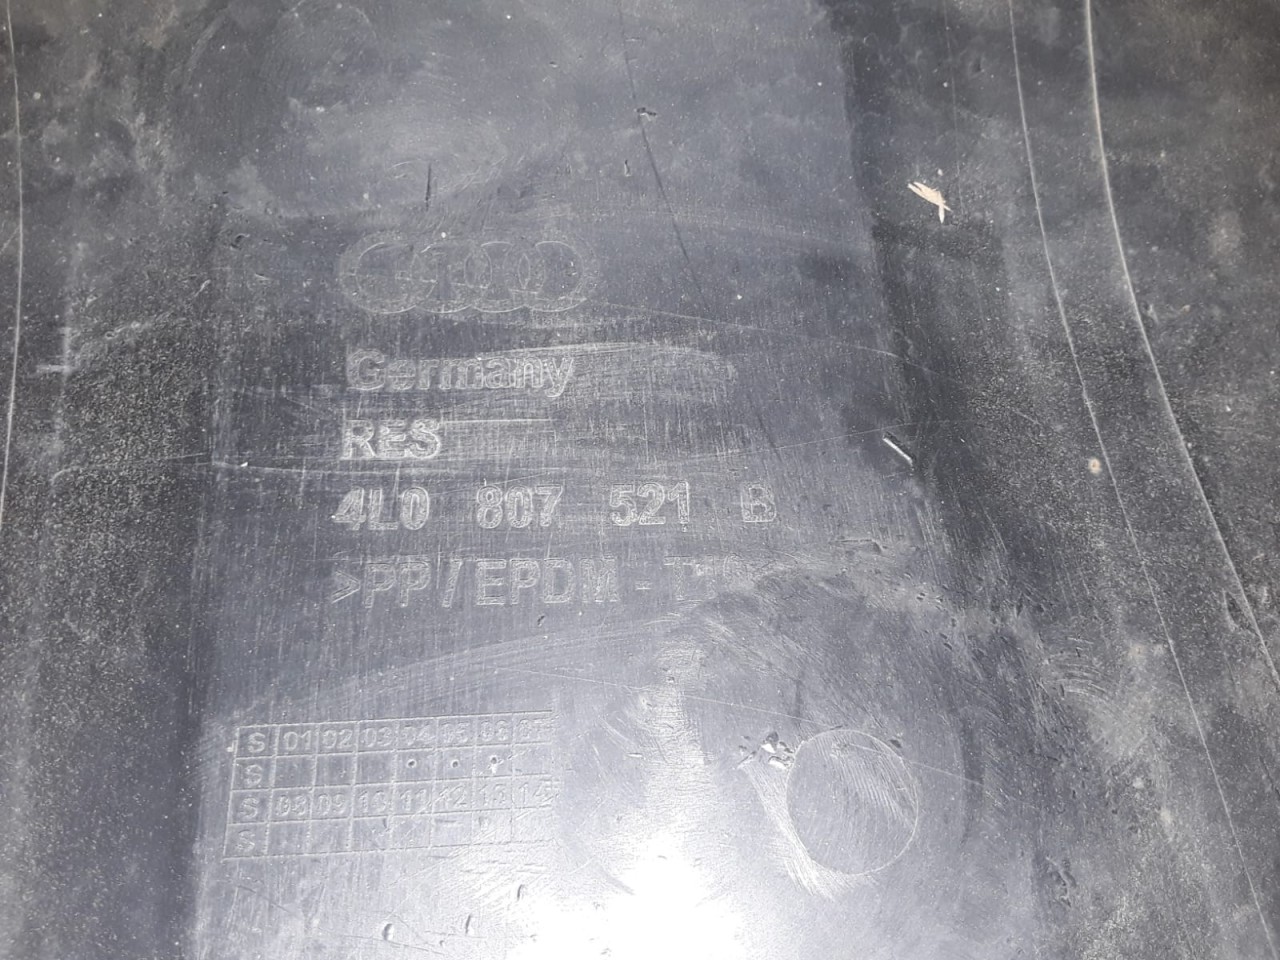 Germany
RES
4L0 807 521 B
>PP/EPDM-T
S 01 02 03 04 05 06 07
S
S 08 09 10 11 12 13 14
S